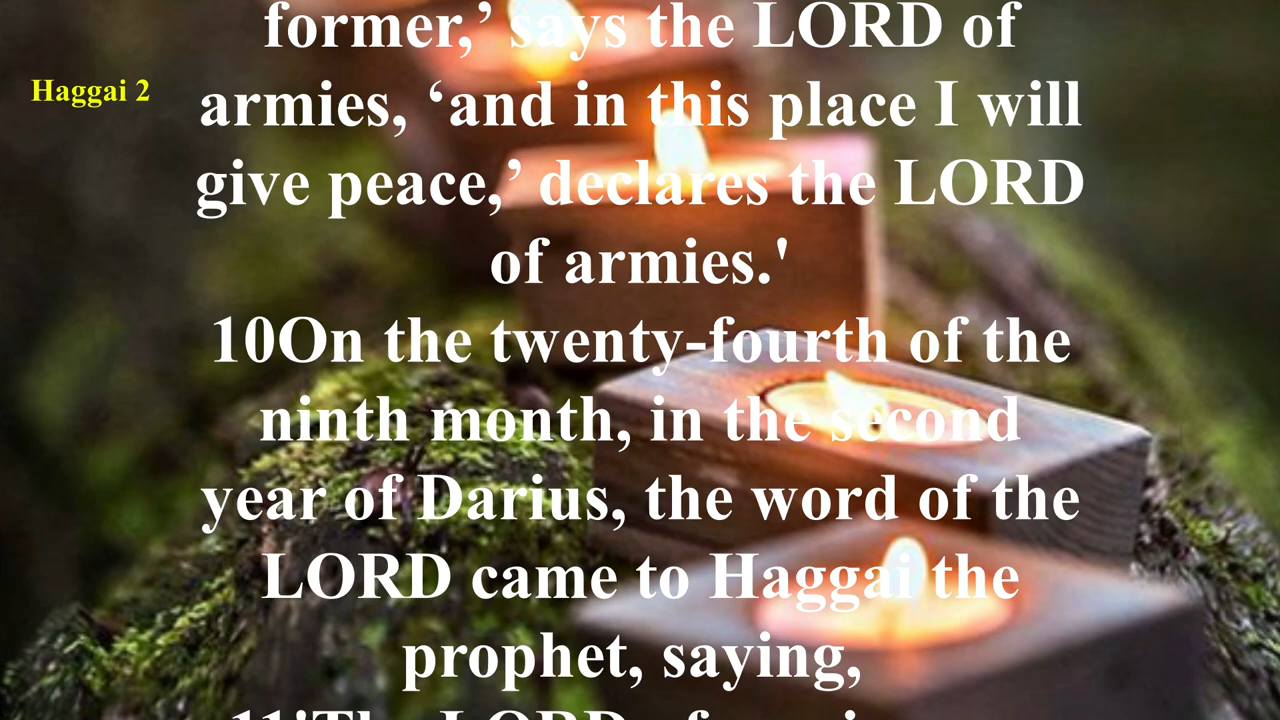 former,’ says the LORD of
Haggai 2
armies, ‘and in this place I will
give peace,’ declares the LORD
of armies.'
10On the twenty-fourth of the
ninth month, in the second
year of Darius, the word of the
LORD came to Haggai the
prophet, saying,